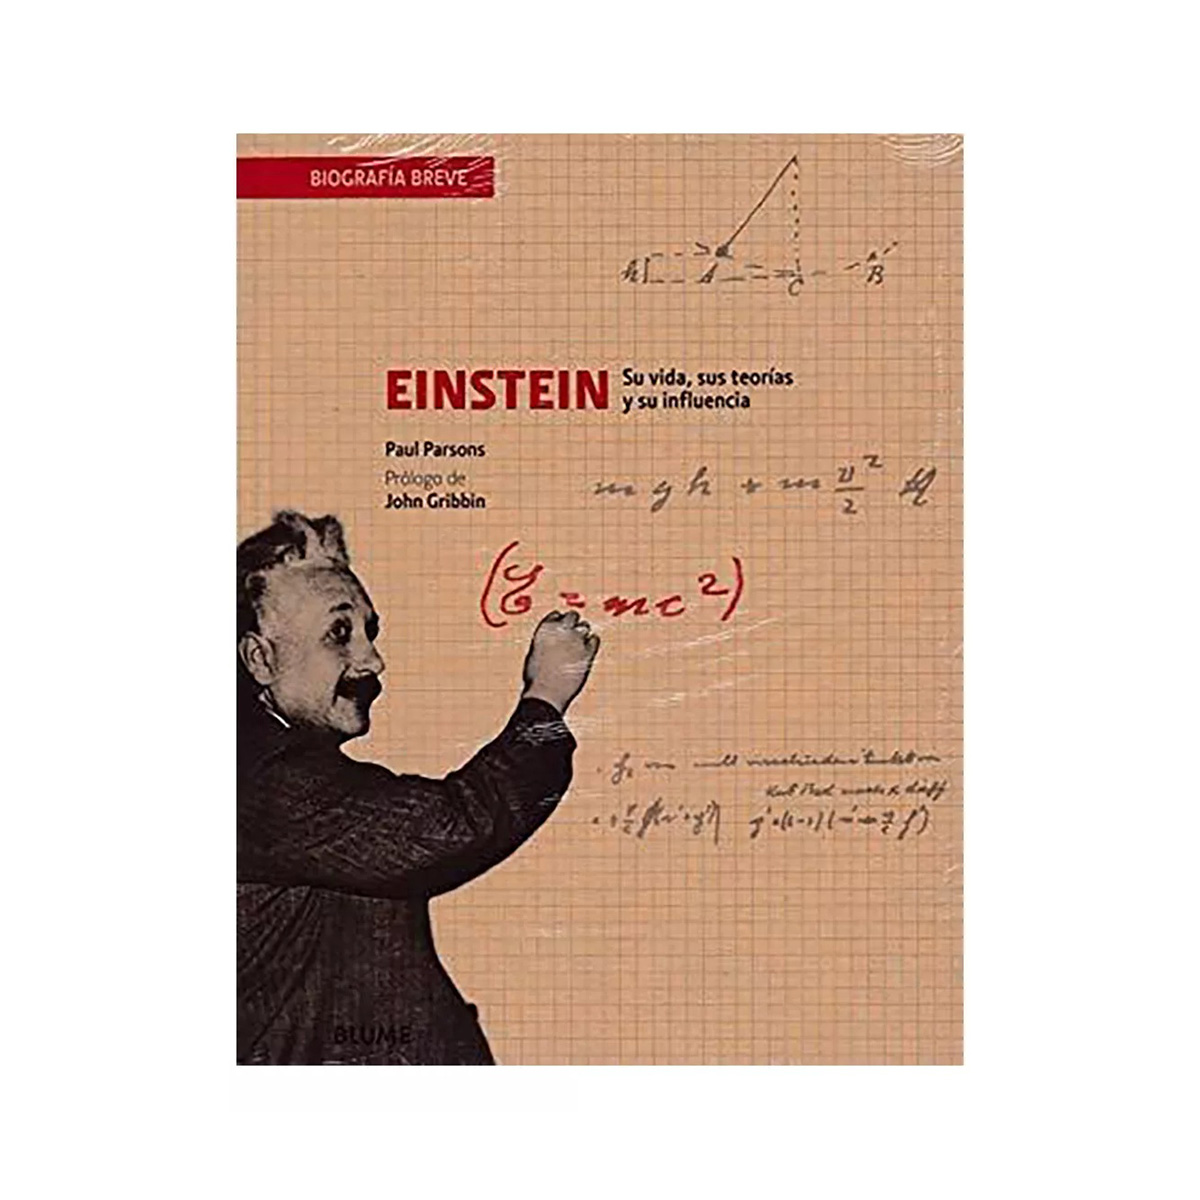 BIOGRAFÍA BREVE
h
A
C
B
EINSTEIN
Su vida, sus teorías
y su influencia
Paul Parsons
Prólogo de
John Gribbin
m g h + m v²/2
(E = mc²)
BLUME